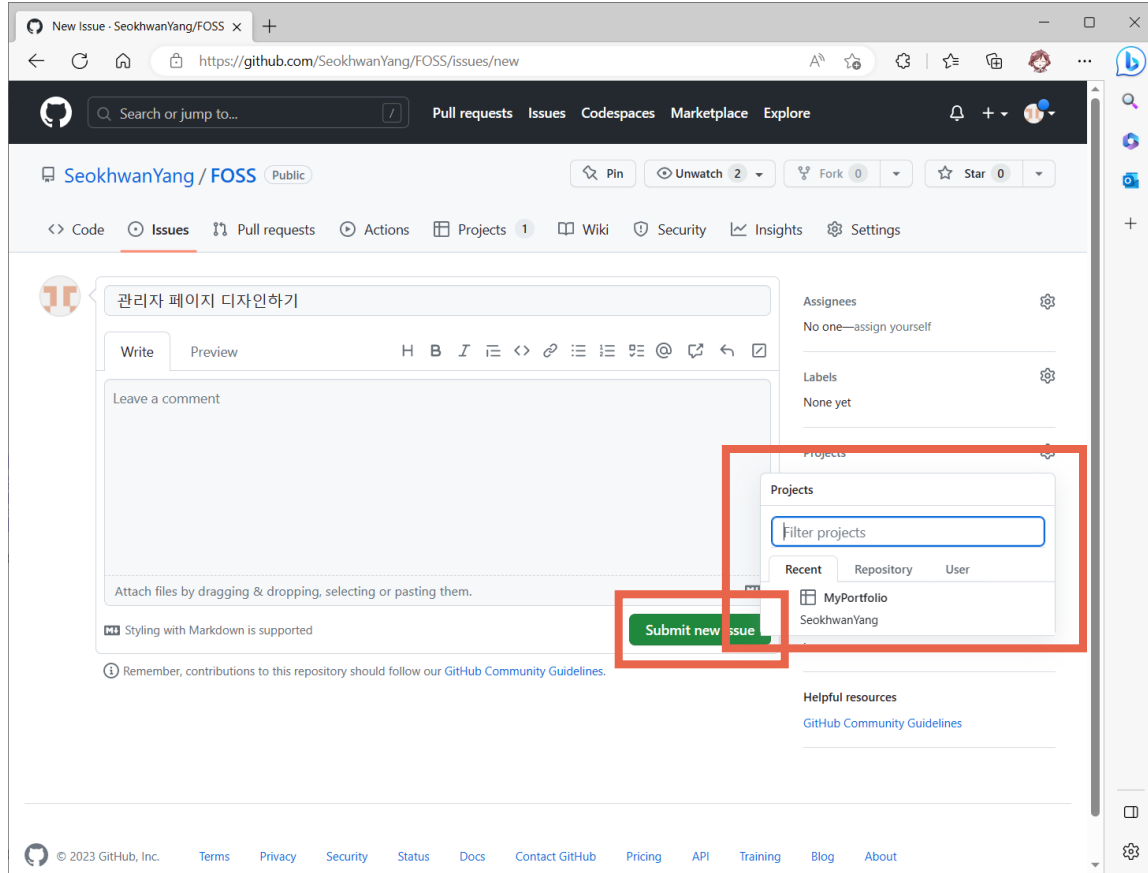 New Issue · SeokhwanYang/FOSS
https://github.com/SeokhwanYang/FOSS/issues/new
Search or jump to... / Pull requests Issues Codespaces Marketplace Explore
SeokhwanYang / FOSS Public Pin Unwatch 2 Fork 0 Star 0
Code Issues Pull requests Actions Projects 1 Wiki Security Insights Settings
관리자 페이지 디자인하기
Write Preview
Leave a comment
Attach files by dragging & dropping, selecting or pasting them.
Styling with Markdown is supported
Submit new issue
Remember, contributions to this repository should follow our GitHub Community Guidelines.
Assignees
No one—assign yourself
Labels
None yet
Projects
Projects
Filter projects
Recent Repository User
MyPortfolio
SeokhwanYang
Helpful resources
GitHub Community Guidelines
© 2023 GitHub, Inc. Terms Privacy Security Status Docs Contact GitHub Pricing API Training Blog About